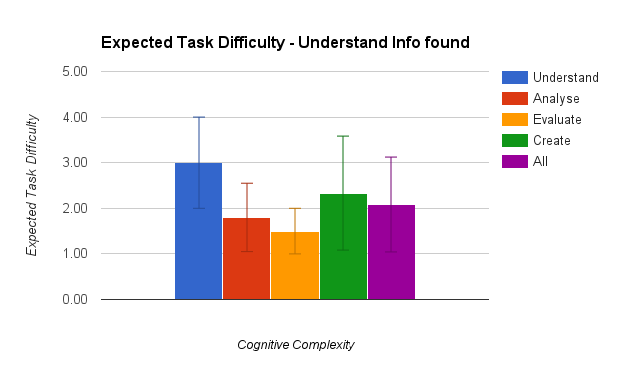 Expected Task Difficulty - Understand Info found
5.00
4.00
3.00
2.00
1.00
0.00
Expected Task Difficulty
Cognitive Complexity
Understand
Analyse
Evaluate
Create
All